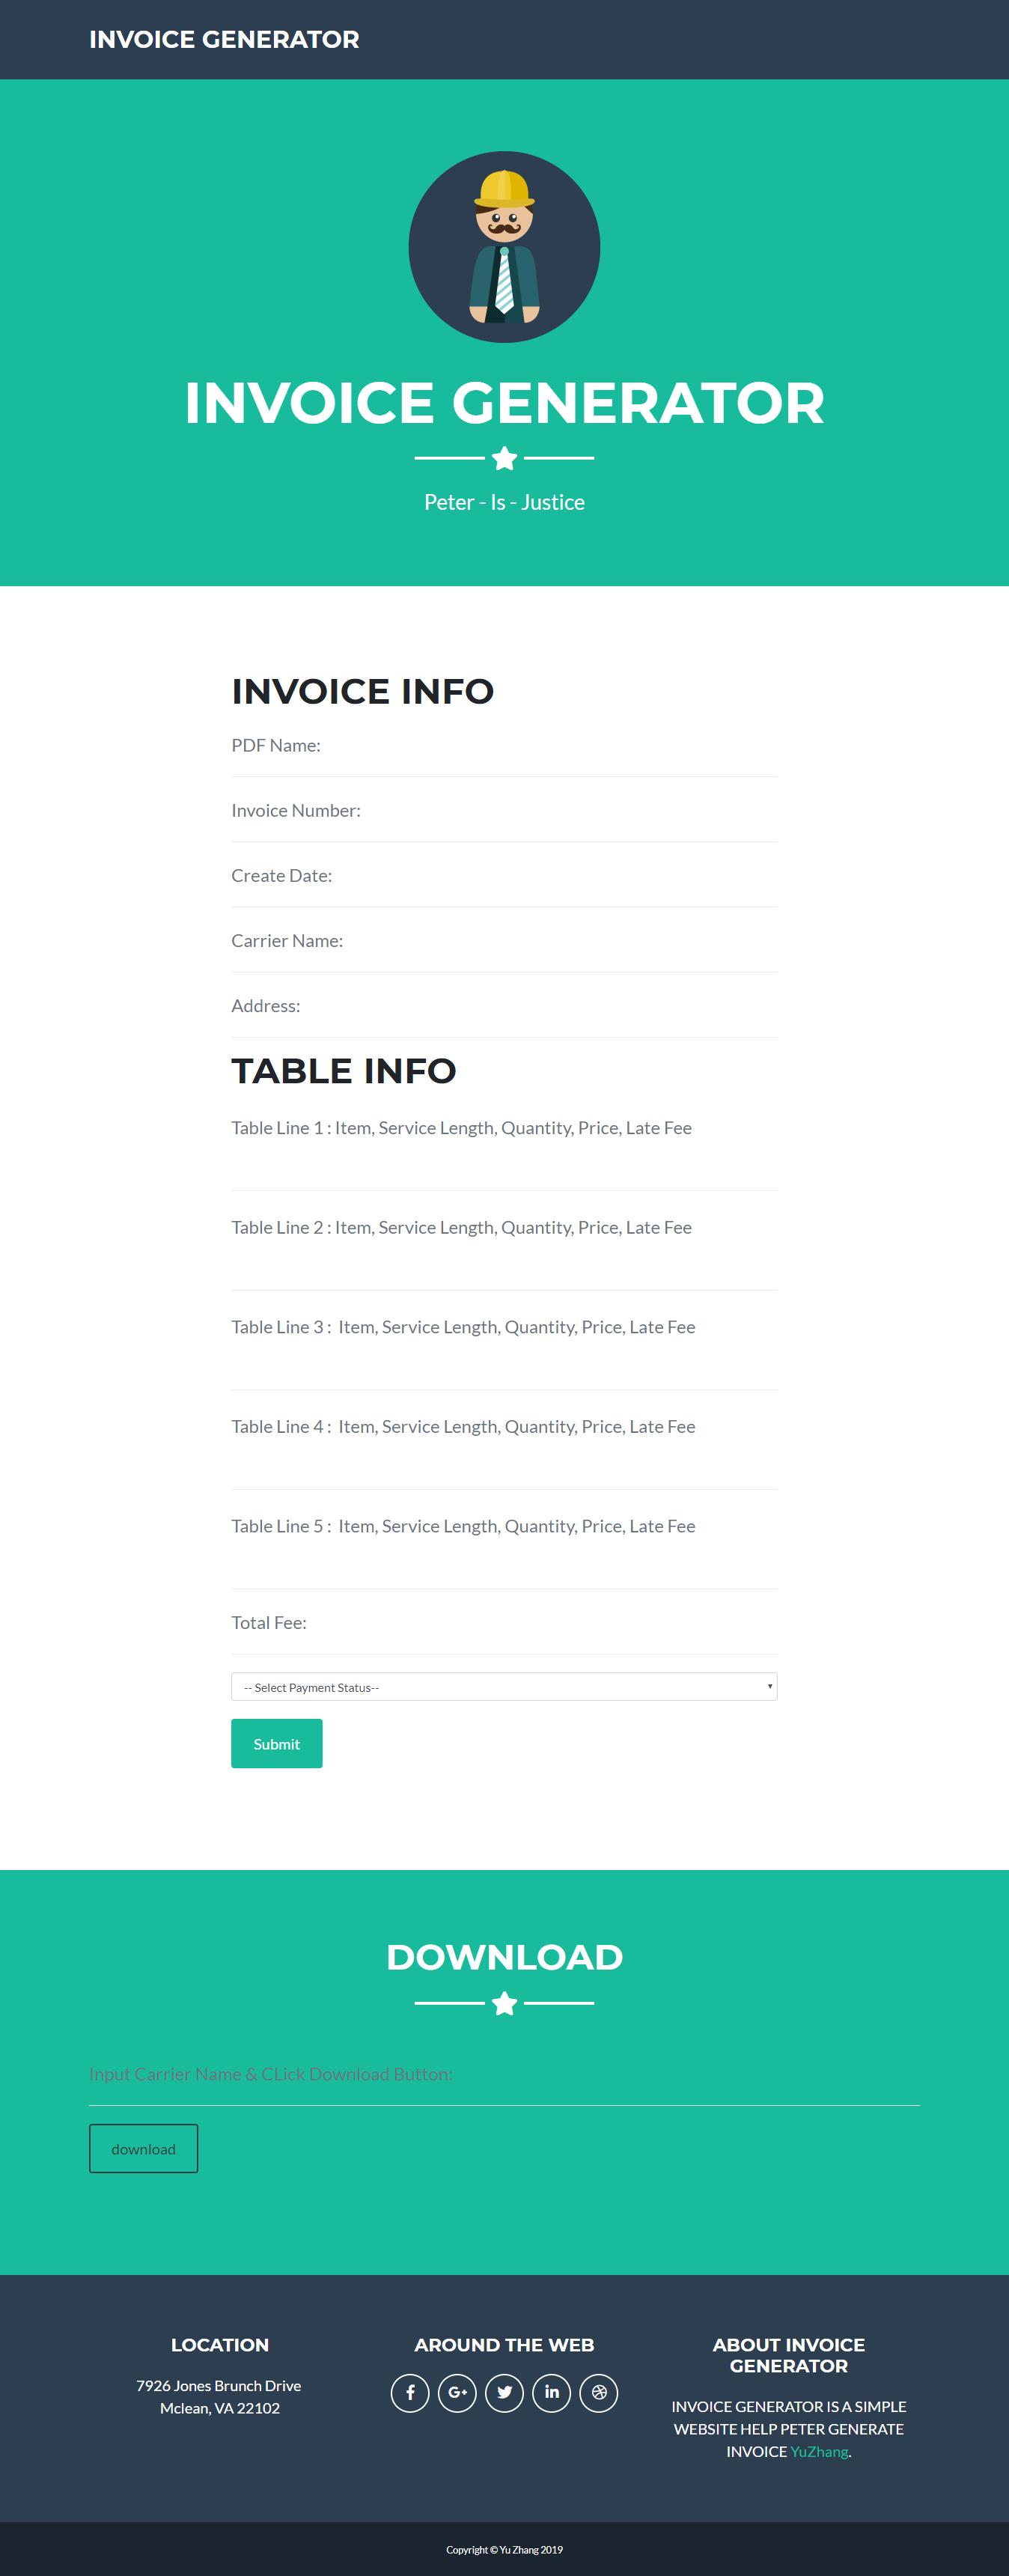 INVOICE GENERATOR
INVOICE GENERATOR
Peter - Is - Justice
INVOICE INFO
PDF Name:
Invoice Number:
Create Date:
Carrier Name:
Address:
TABLE INFO
Table Line 1 : Item, Service Length, Quantity, Price, Late Fee
Table Line 2 : Item, Service Length, Quantity, Price, Late Fee
Table Line 3 :  Item, Service Length, Quantity, Price, Late Fee
Table Line 4 :  Item, Service Length, Quantity, Price, Late Fee
Table Line 5 :  Item, Service Length, Quantity, Price, Late Fee
Total Fee:
-- Select Payment Status--
Submit
DOWNLOAD
Input Carrier Name & CLick Download Button:
download
LOCATION
7926 Jones Brunch Drive
Mclean, VA 22102
AROUND THE WEB
f
G+
in
ABOUT INVOICE
GENERATOR
INVOICE GENERATOR IS A SIMPLE
WEBSITE HELP PETER GENERATE
INVOICE YuZhang.
Copyright © Yu Zhang 2019